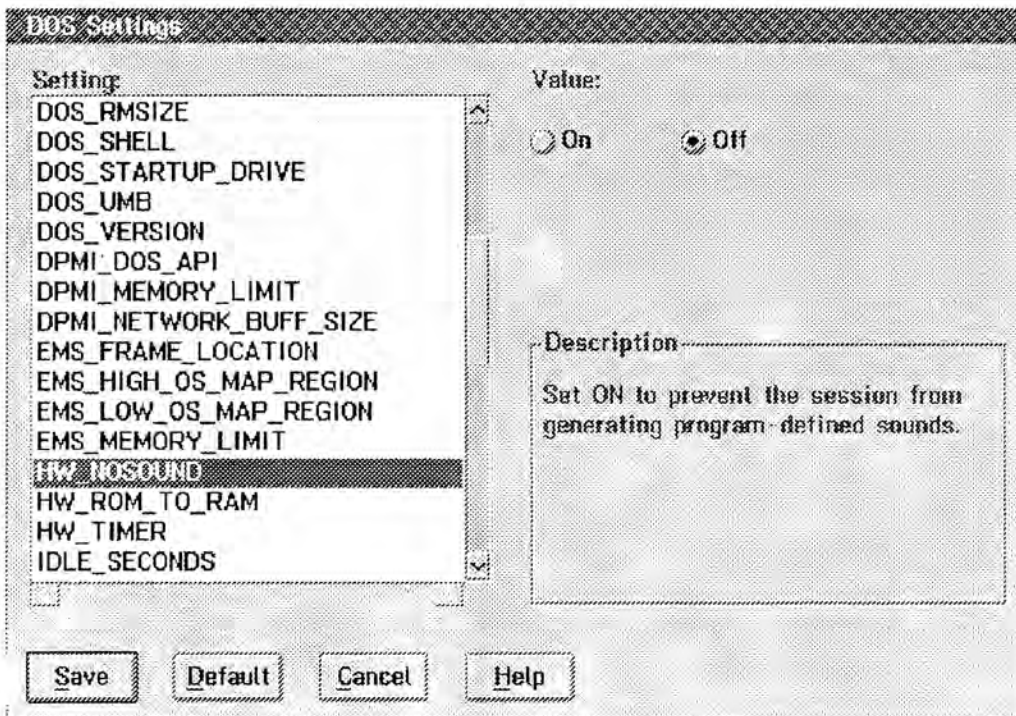 DOS Settings
Setting:
DOS_RMSIZE
DOS_SHELL
DOS_STARTUP_DRIVE
DOS_UMB
DOS_VERSION
DPMI_DOS_API
DPMI_MEMORY_LIMIT
DPMI_NETWORK_BUFF_SIZE
EMS_FRAME_LOCATION
EMS_HIGH_OS_MAP_REGION
EMS_LOW_OS_MAP_REGION
EMS_MEMORY_LIMIT
HW_NOSOUND
HW_ROM_TO_RAM
HW_TIMER
IDLE_SECONDS
Value:
On Off
Description
Set ON to prevent the session from
generating program-defined sounds.
Save Default Cancel Help